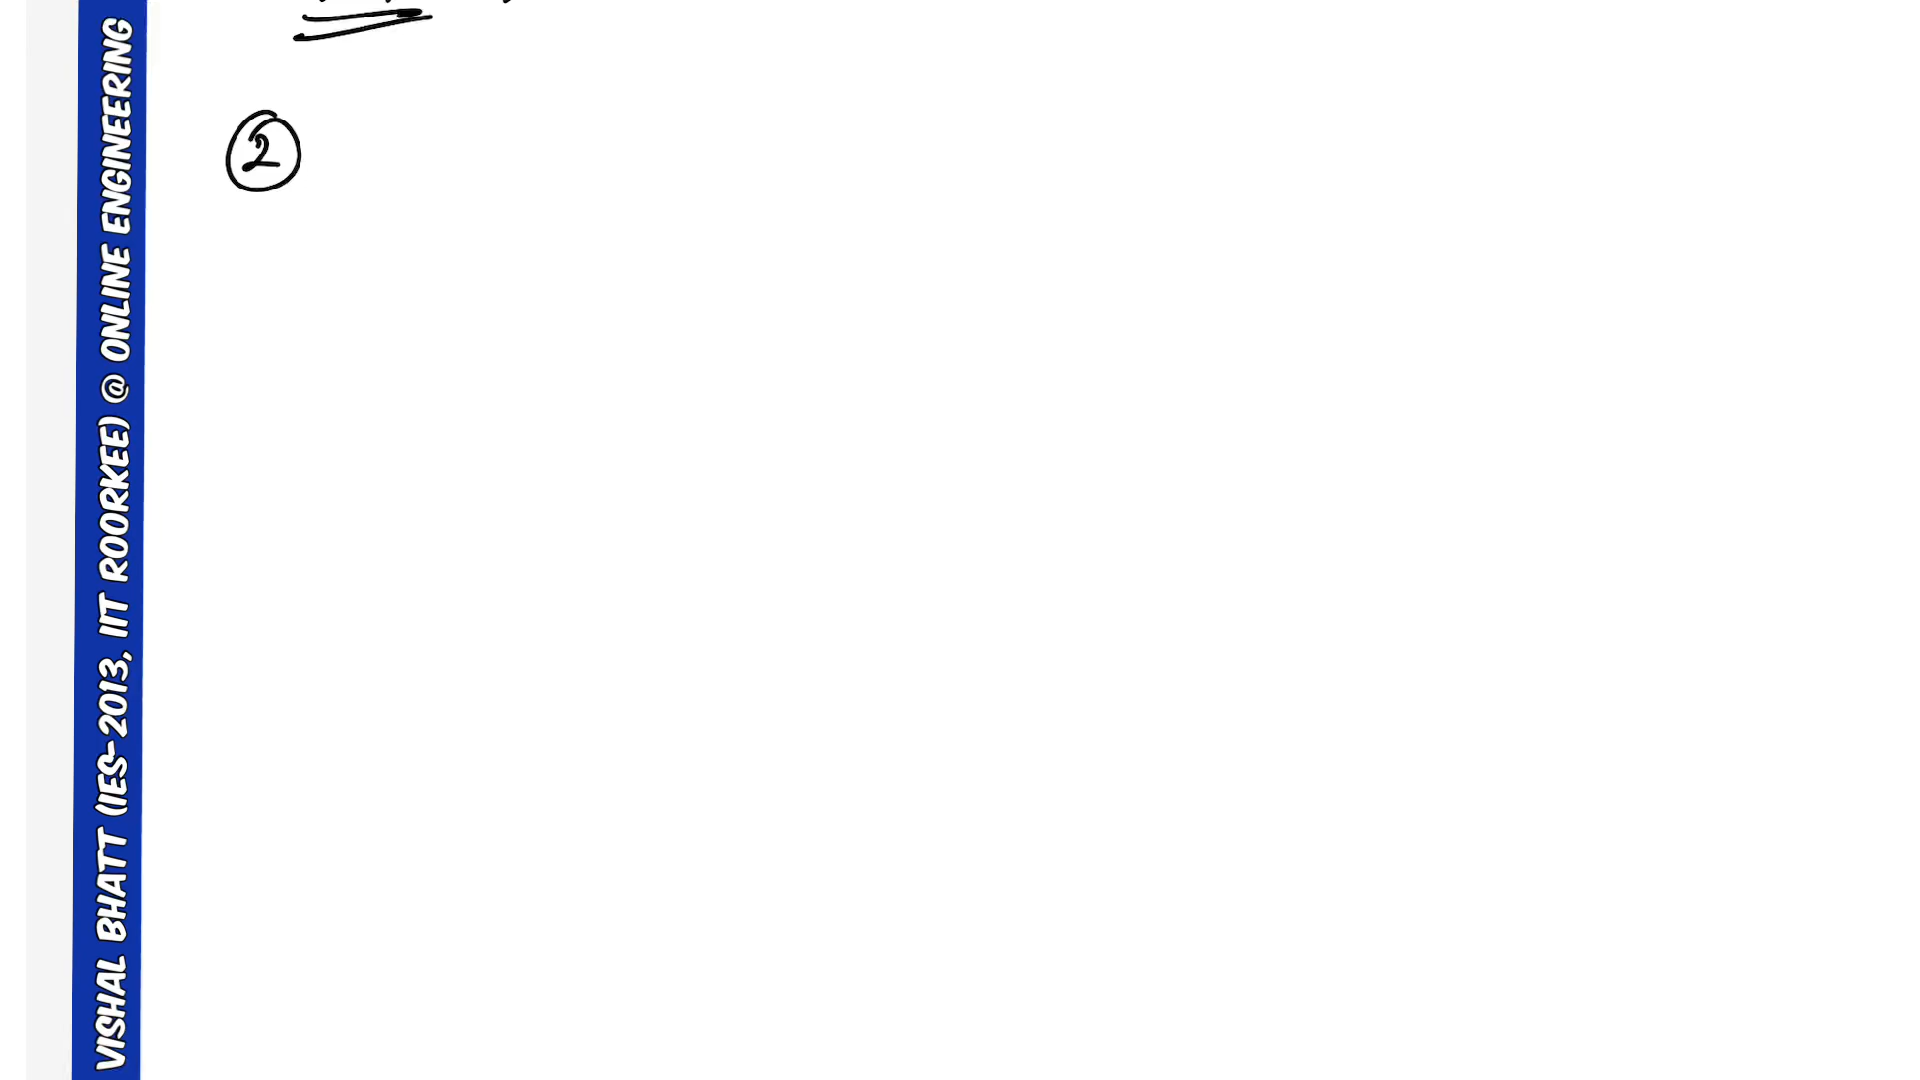 VISHAL BHATT (IES-2013, IIT ROORKEE) @ ONLINE ENGINEERING
2